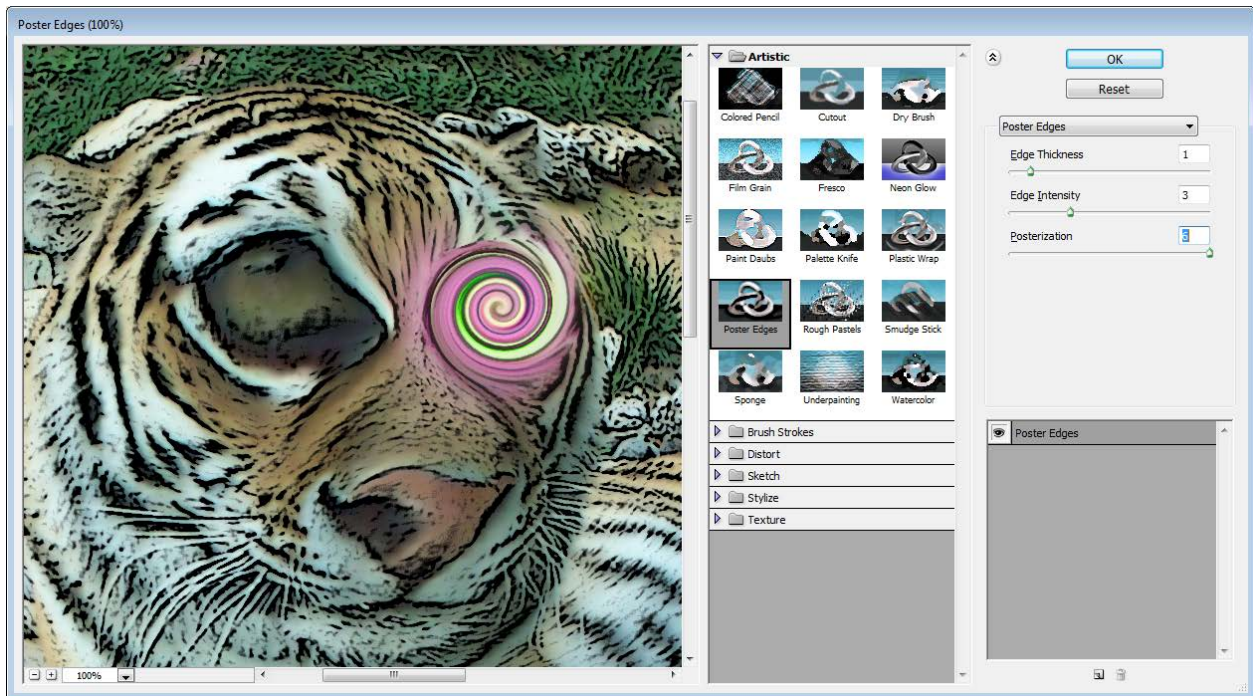 Poster Edges (100%)
Artistic
Colored Pencil
Cutout
Dry Brush
Film Grain
Fresco
Neon Glow
Paint Daubs
Palette Knife
Plastic Wrap
Poster Edges
Rough Pastels
Smudge Stick
Sponge
Underpainting
Watercolor
Brush Strokes
Distort
Sketch
Stylize
Texture
OK
Reset
Poster Edges
Edge Thickness 1
Edge Intensity 3
Posterization 6
Poster Edges
100%